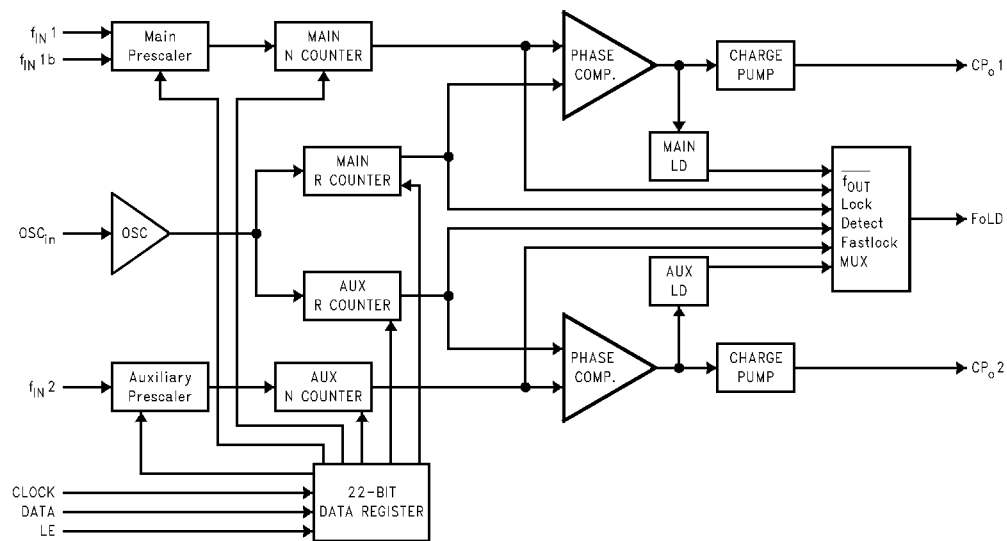 f_IN 1
f_IN 1b
Main
Prescaler
MAIN
N COUNTER
PHASE
COMP.
CHARGE
PUMP
CP_o 1
MAIN
LD
MAIN
R COUNTER
OSC_in
OSC
f_OUT
Lock
Detect
Fastlock
MUX
FoLD
AUX
R COUNTER
AUX
LD
f_IN 2
Auxiliary
Prescaler
AUX
N COUNTER
PHASE
COMP.
CHARGE
PUMP
CP_o 2
CLOCK
DATA
LE
22-BIT
DATA REGISTER